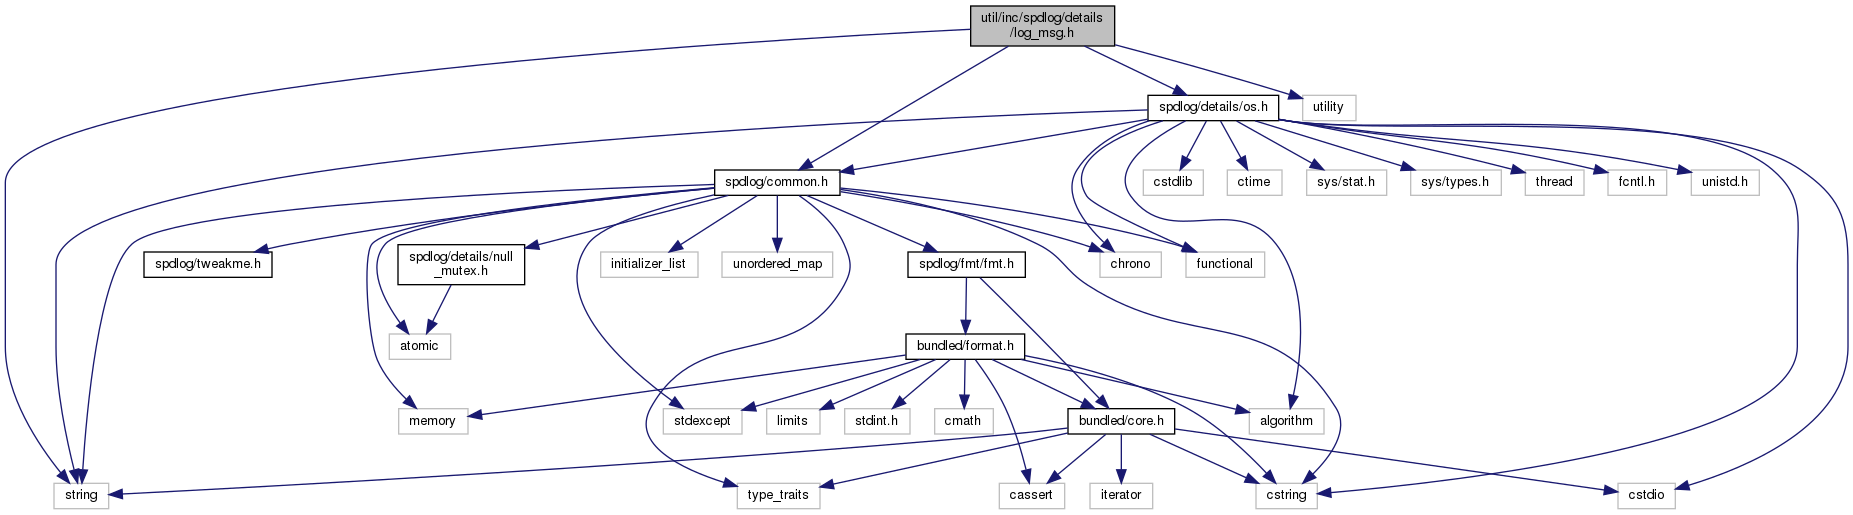 util/inc/spdlog/details
/log_msg.h
spdlog/details/os.h
utility
spdlog/common.h
cstdlib
ctime
sys/stat.h
sys/types.h
thread
fcntl.h
unistd.h
spdlog/tweakme.h
spdlog/details/null
_mutex.h
initializer_list
unordered_map
spdlog/fmt/fmt.h
chrono
functional
atomic
bundled/format.h
memory
stdexcept
limits
stdint.h
cmath
bundled/core.h
algorithm
string
type_traits
cassert
iterator
cstring
cstdio